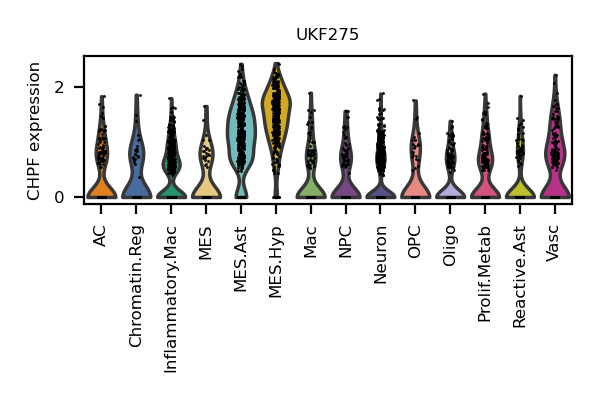 UKF275
CHPF expression
2
0
AC
Chromatin.Reg
Inflammatory.Mac
MES
MES.Ast
MES.Hyp
Mac
NPC
Neuron
OPC
Oligo
Prolif.Metab
Reactive.Ast
Vasc